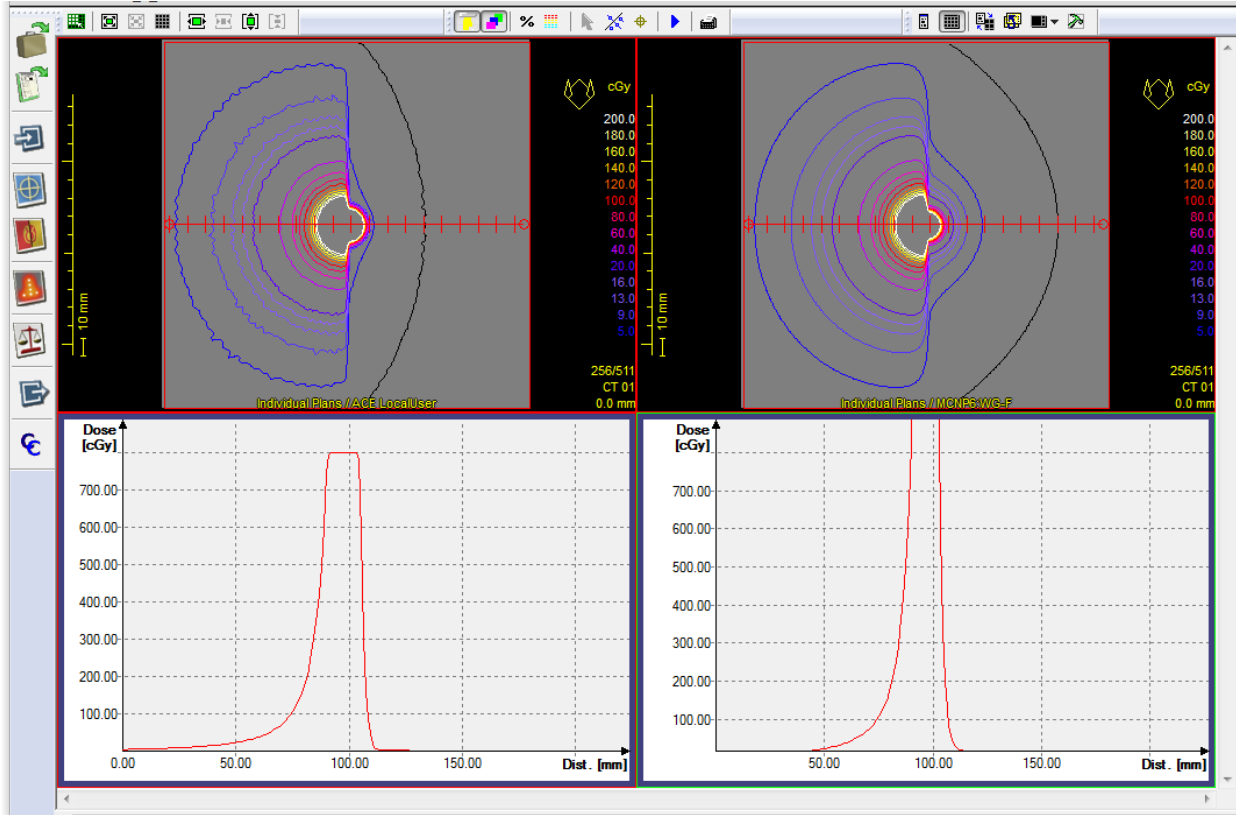 %
cGy
200.0
180.0
160.0
140.0
120.0
100.0
80.0
60.0
40.0
20.0
16.0
13.0
9.0
5.0
10 mm
256/511
CT 01
0.0 mm
Individual Plans / ACE LocalUser
cGy
200.0
180.0
160.0
140.0
120.0
100.0
80.0
60.0
40.0
20.0
16.0
13.0
9.0
5.0
10 mm
256/511
CT 01
0.0 mm
Individual Plans / MCNP6-WG-F
Dose
[cGy]
700.00
600.00
500.00
400.00
300.00
200.00
100.00
0.00 50.00 100.00 150.00 Dist. [mm]
Dose
[cGy]
700.00
600.00
500.00
400.00
300.00
200.00
100.00
50.00 100.00 150.00 Dist. [mm]